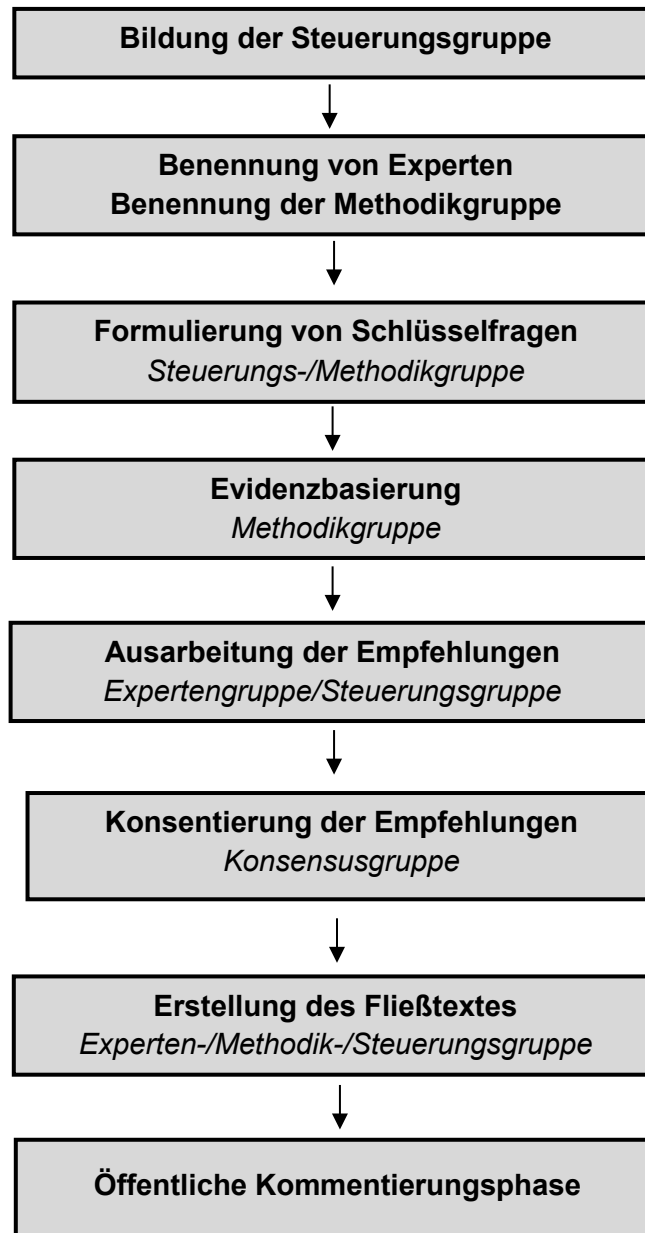 Bildung der Steuerungsgruppe
Benennung von Experten
Benennung der Methodikgruppe
Formulierung von Schlüsselfragen
Steuerungs-/Methodikgruppe
Evidenzbasierung
Methodikgruppe
Ausarbeitung der Empfehlungen
Expertengruppe/Steuerungsgruppe
Konsentierung der Empfehlungen
Konsensusgruppe
Erstellung des Fließtextes
Experten-/Methodik-/Steuerungsgruppe
Öffentliche Kommentierungsphase